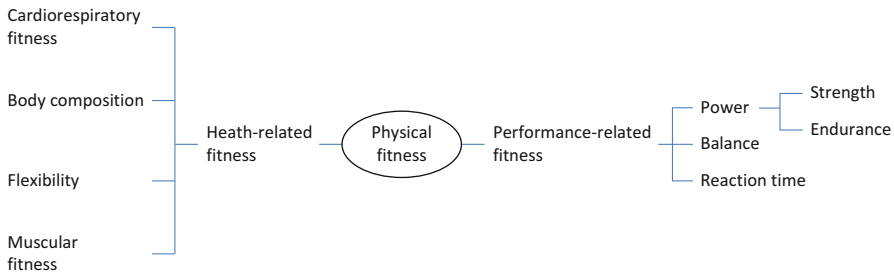 Cardiorespiratory
fitness
Body composition
Flexibility
Muscular
fitness
Heath-related
fitness
Physical
fitness
Performance-related
fitness
Power
Balance
Reaction time
Strength
Endurance